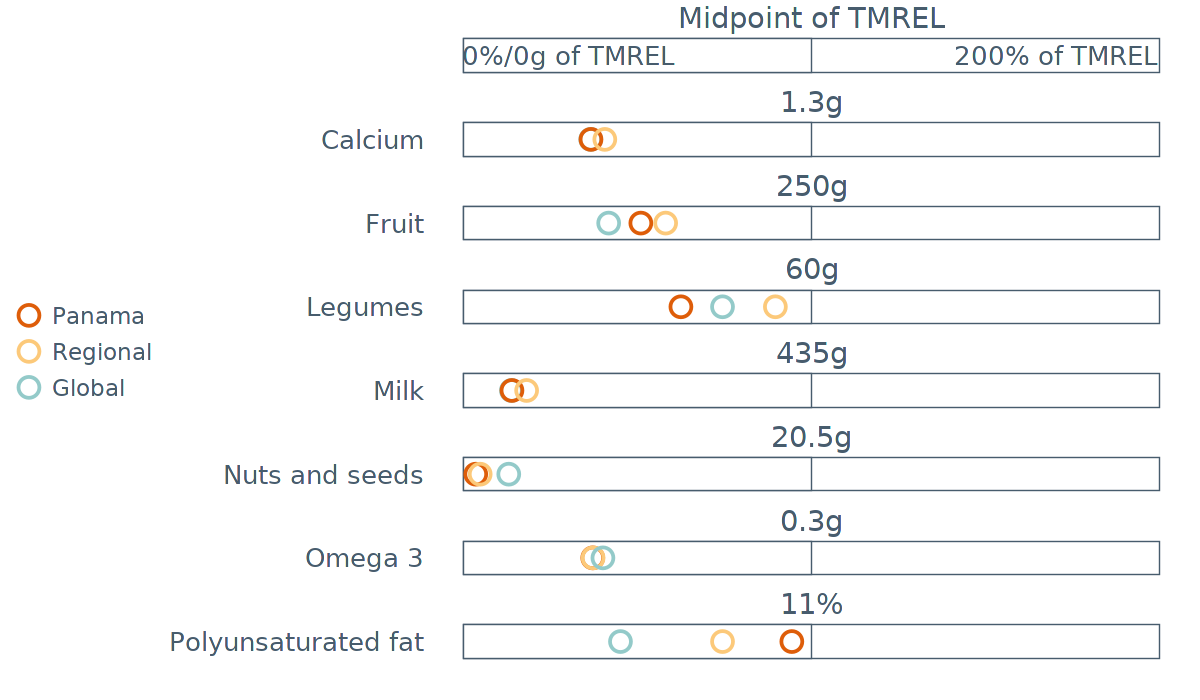 Midpoint of TMREL
0%/0g of TMREL 200% of TMREL
1.3g
Calcium
250g
Fruit
60g
Legumes
435g
Milk
20.5g
Nuts and seeds
0.3g
Omega 3
11%
Polyunsaturated fat
Panama
Regional
Global